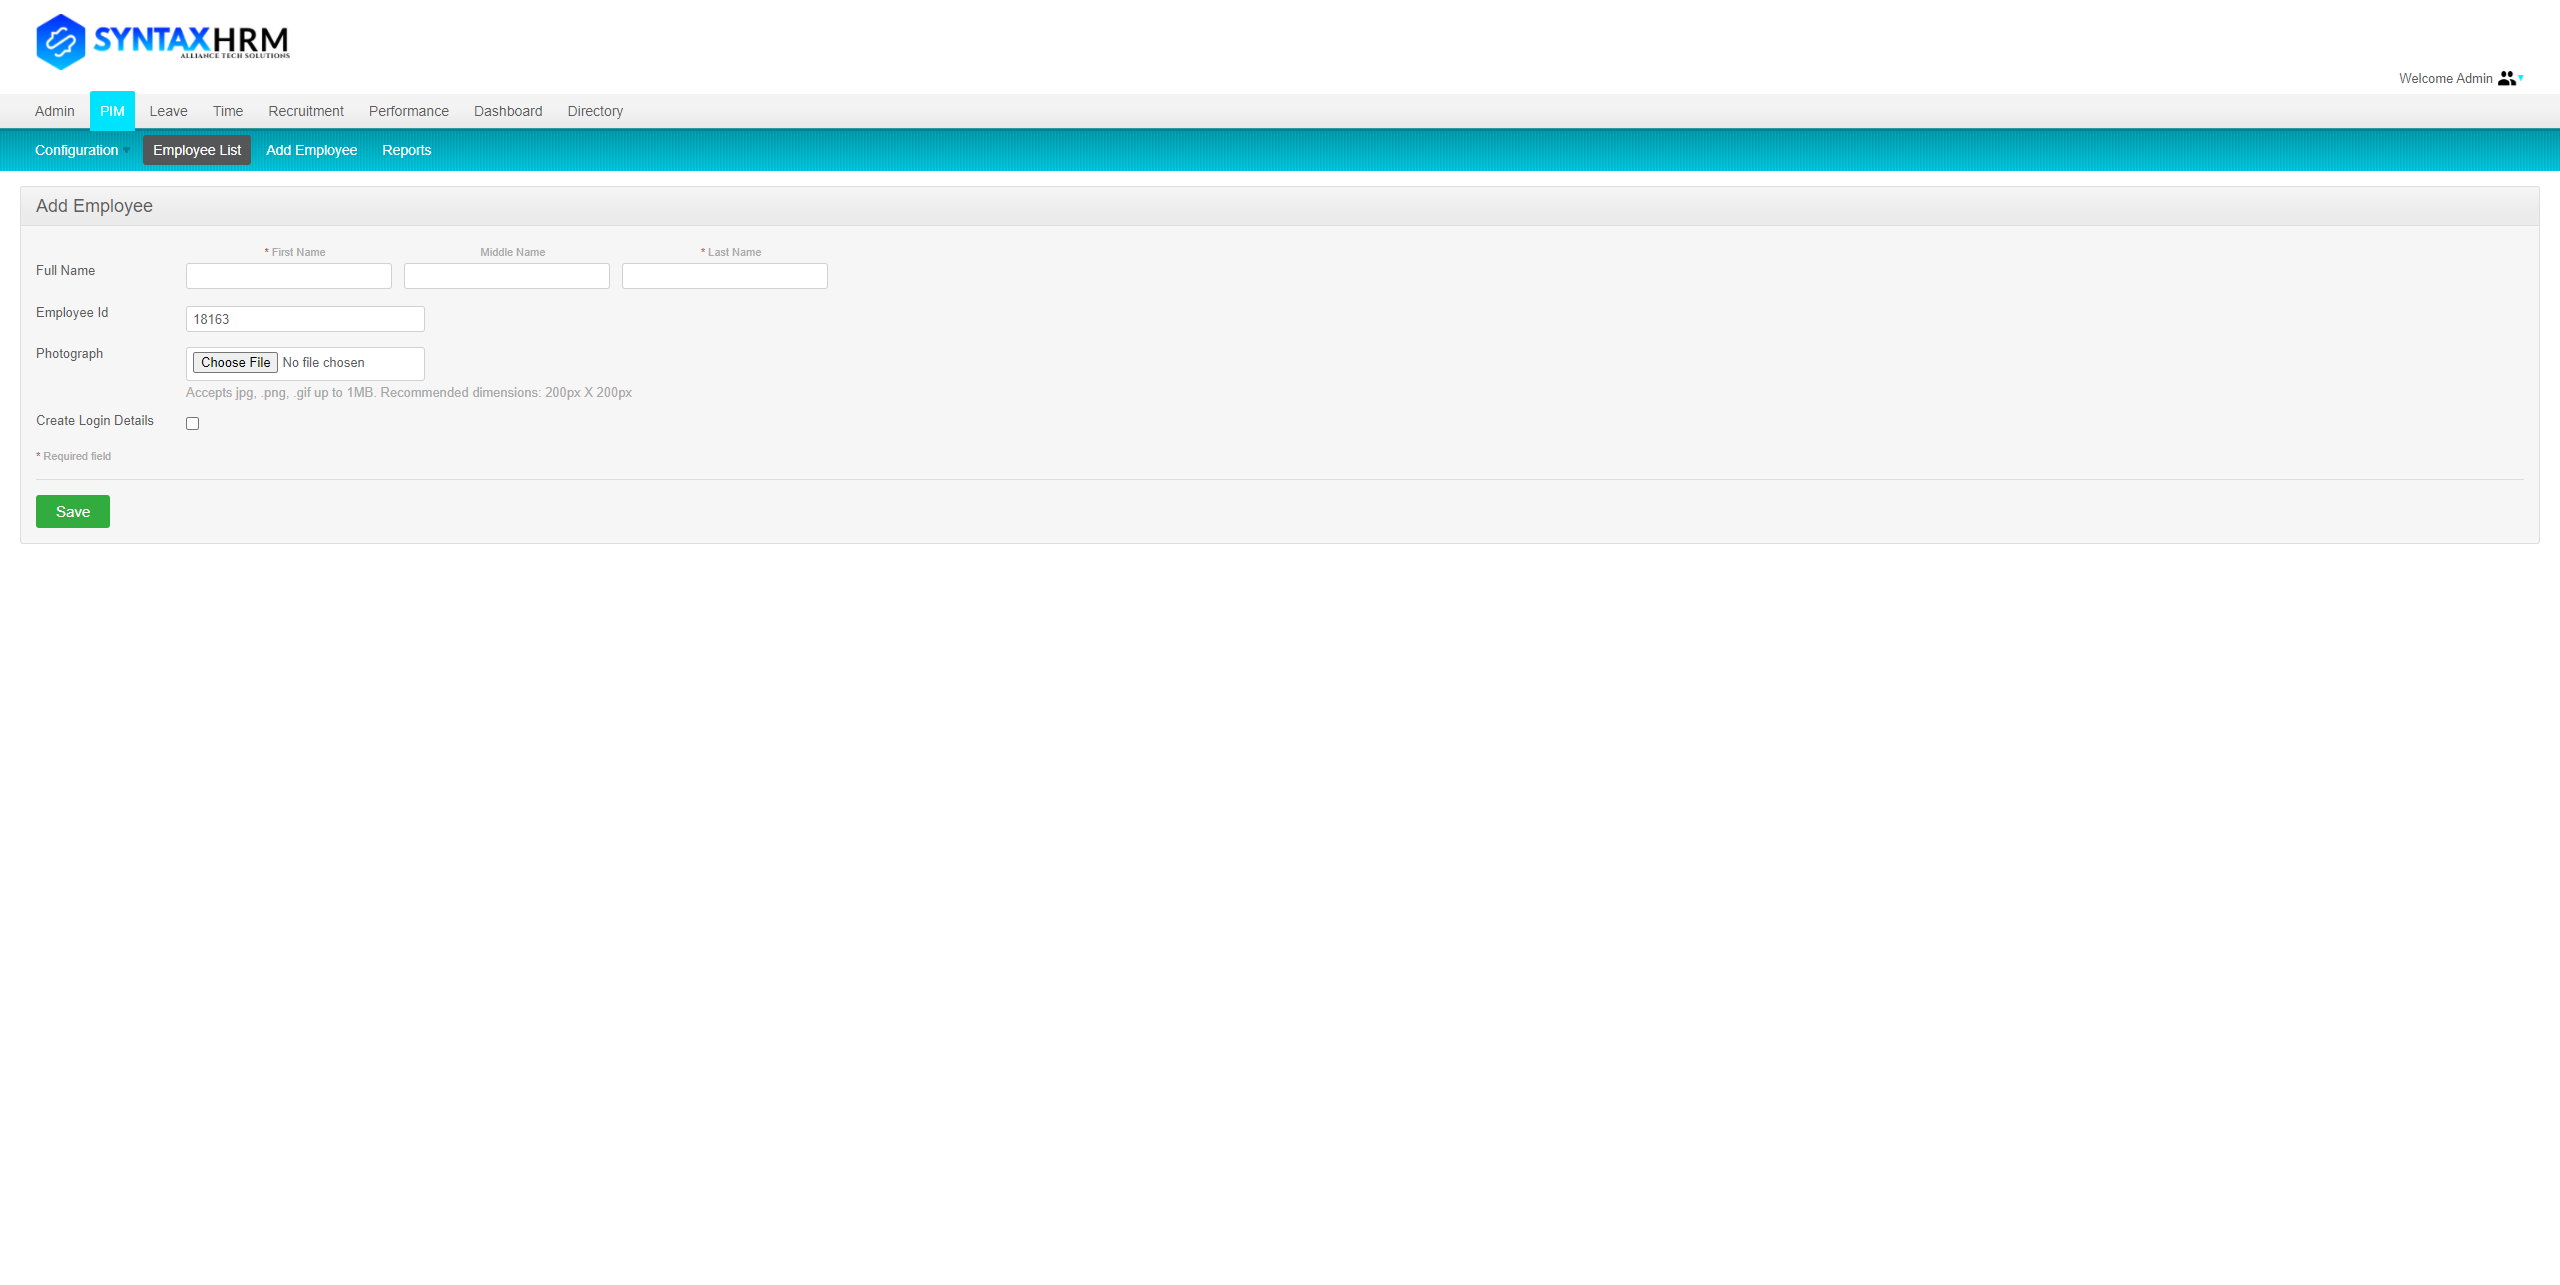 SYNTAXHRM
ALLIANCE TECH SOLUTIONS
Welcome Admin
Admin PIM Leave Time Recruitment Performance Dashboard Directory
Configuration Employee List Add Employee Reports
Add Employee
* First Name Middle Name * Last Name
Full Name
Employee Id 18163
Photograph Choose File No file chosen
Accepts jpg, .png, .gif up to 1MB. Recommended dimensions: 200px X 200px
Create Login Details
* Required field
Save